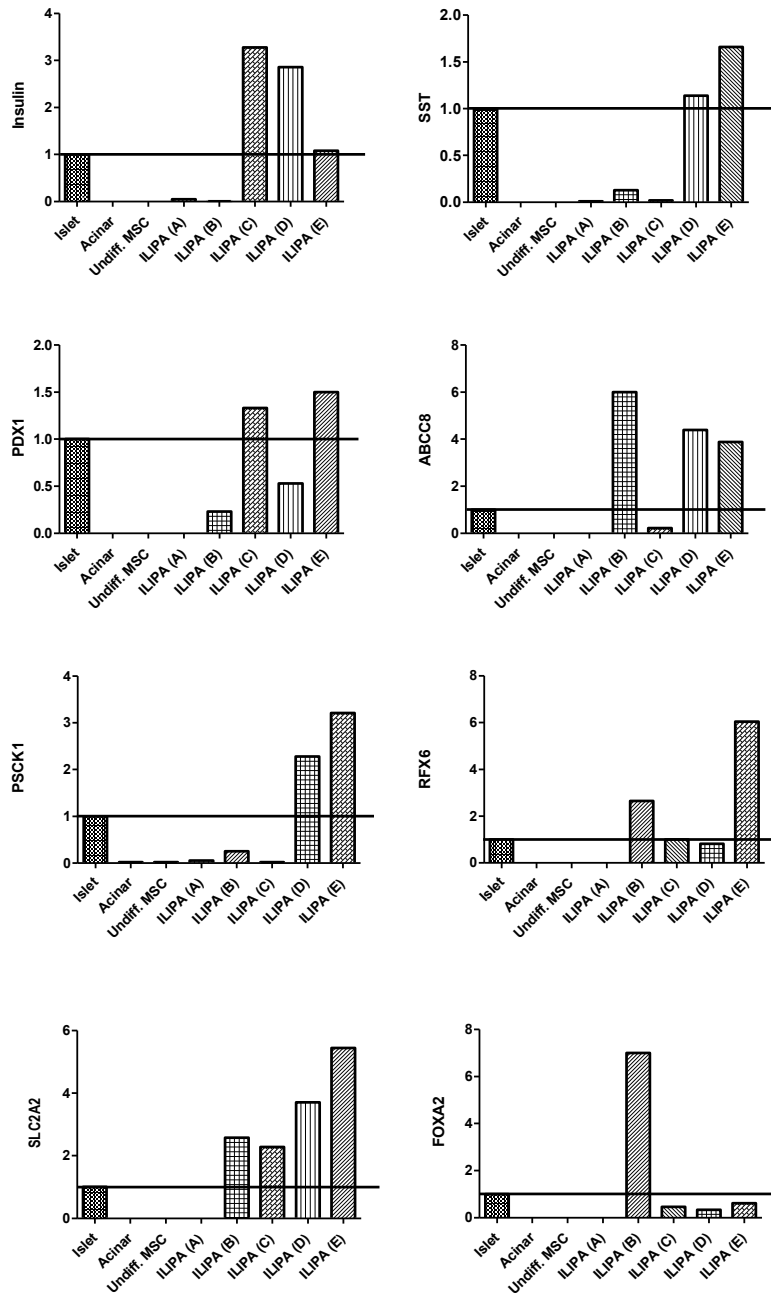 Insulin
4
3
2
1
0
Islet
Acinar
Undiff. MSC
ILIPA (A)
ILIPA (B)
ILIPA (C)
ILIPA (D)
ILIPA (E)
SST
2.0
1.5
1.0
0.5
0.0
Islet
Acinar
Undiff. MSC
ILIPA (A)
ILIPA (B)
ILIPA (C)
ILIPA (D)
ILIPA (E)
PDX1
2.0
1.5
1.0
0.5
0.0
Islet
Acinar
Undiff. MSC
ILIPA (A)
ILIPA (B)
ILIPA (C)
ILIPA (D)
ILIPA (E)
ABCC8
8
6
4
2
0
Islet
Acinar
Undiff. MSC
ILIPA (A)
ILIPA (B)
ILIPA (C)
ILIPA (D)
ILIPA (E)
PSCK1
4
3
2
1
0
Islet
Acinar
Undiff. MSC
ILIPA (A)
ILIPA (B)
ILIPA (C)
ILIPA (D)
ILIPA (E)
RFX6
8
6
4
2
0
Islet
Acinar
Undiff. MSC
ILIPA (A)
ILIPA (B)
ILIPA (C)
ILIPA (D)
ILIPA (E)
SLC2A2
6
4
2
0
Islet
Acinar
Undiff. MSC
ILIPA (A)
ILIPA (B)
ILIPA (C)
ILIPA (D)
ILIPA (E)
FOXA2
8
6
4
2
0
Islet
Acinar
Undiff. MSC
ILIPA (A)
ILIPA (B)
ILIPA (C)
ILIPA (D)
ILIPA (E)